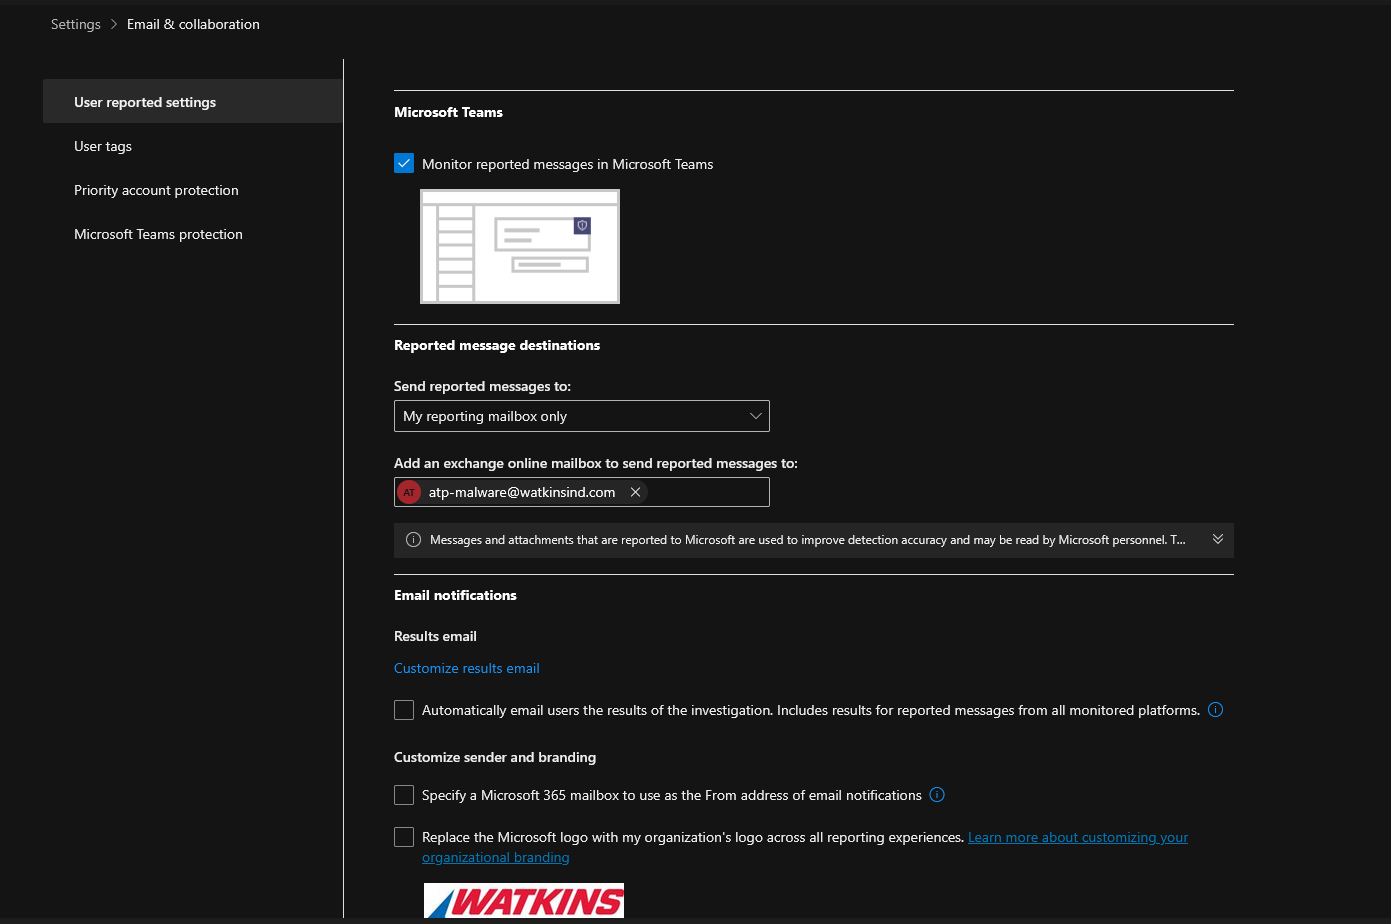 Settings > Email & collaboration
User reported settings
User tags
Priority account protection
Microsoft Teams protection
Microsoft Teams
Monitor reported messages in Microsoft Teams
Reported message destinations
Send reported messages to:
My reporting mailbox only
Add an exchange online mailbox to send reported messages to:
AT atp-malware@watkinsind.com
Messages and attachments that are reported to Microsoft are used to improve detection accuracy and may be read by Microsoft personnel. T...
Email notifications
Results email
Customize results email
Automatically email users the results of the investigation. Includes results for reported messages from all monitored platforms.
Customize sender and branding
Specify a Microsoft 365 mailbox to use as the From address of email notifications
Replace the Microsoft logo with my organization's logo across all reporting experiences. Learn more about customizing your
organizational branding
WATKINS